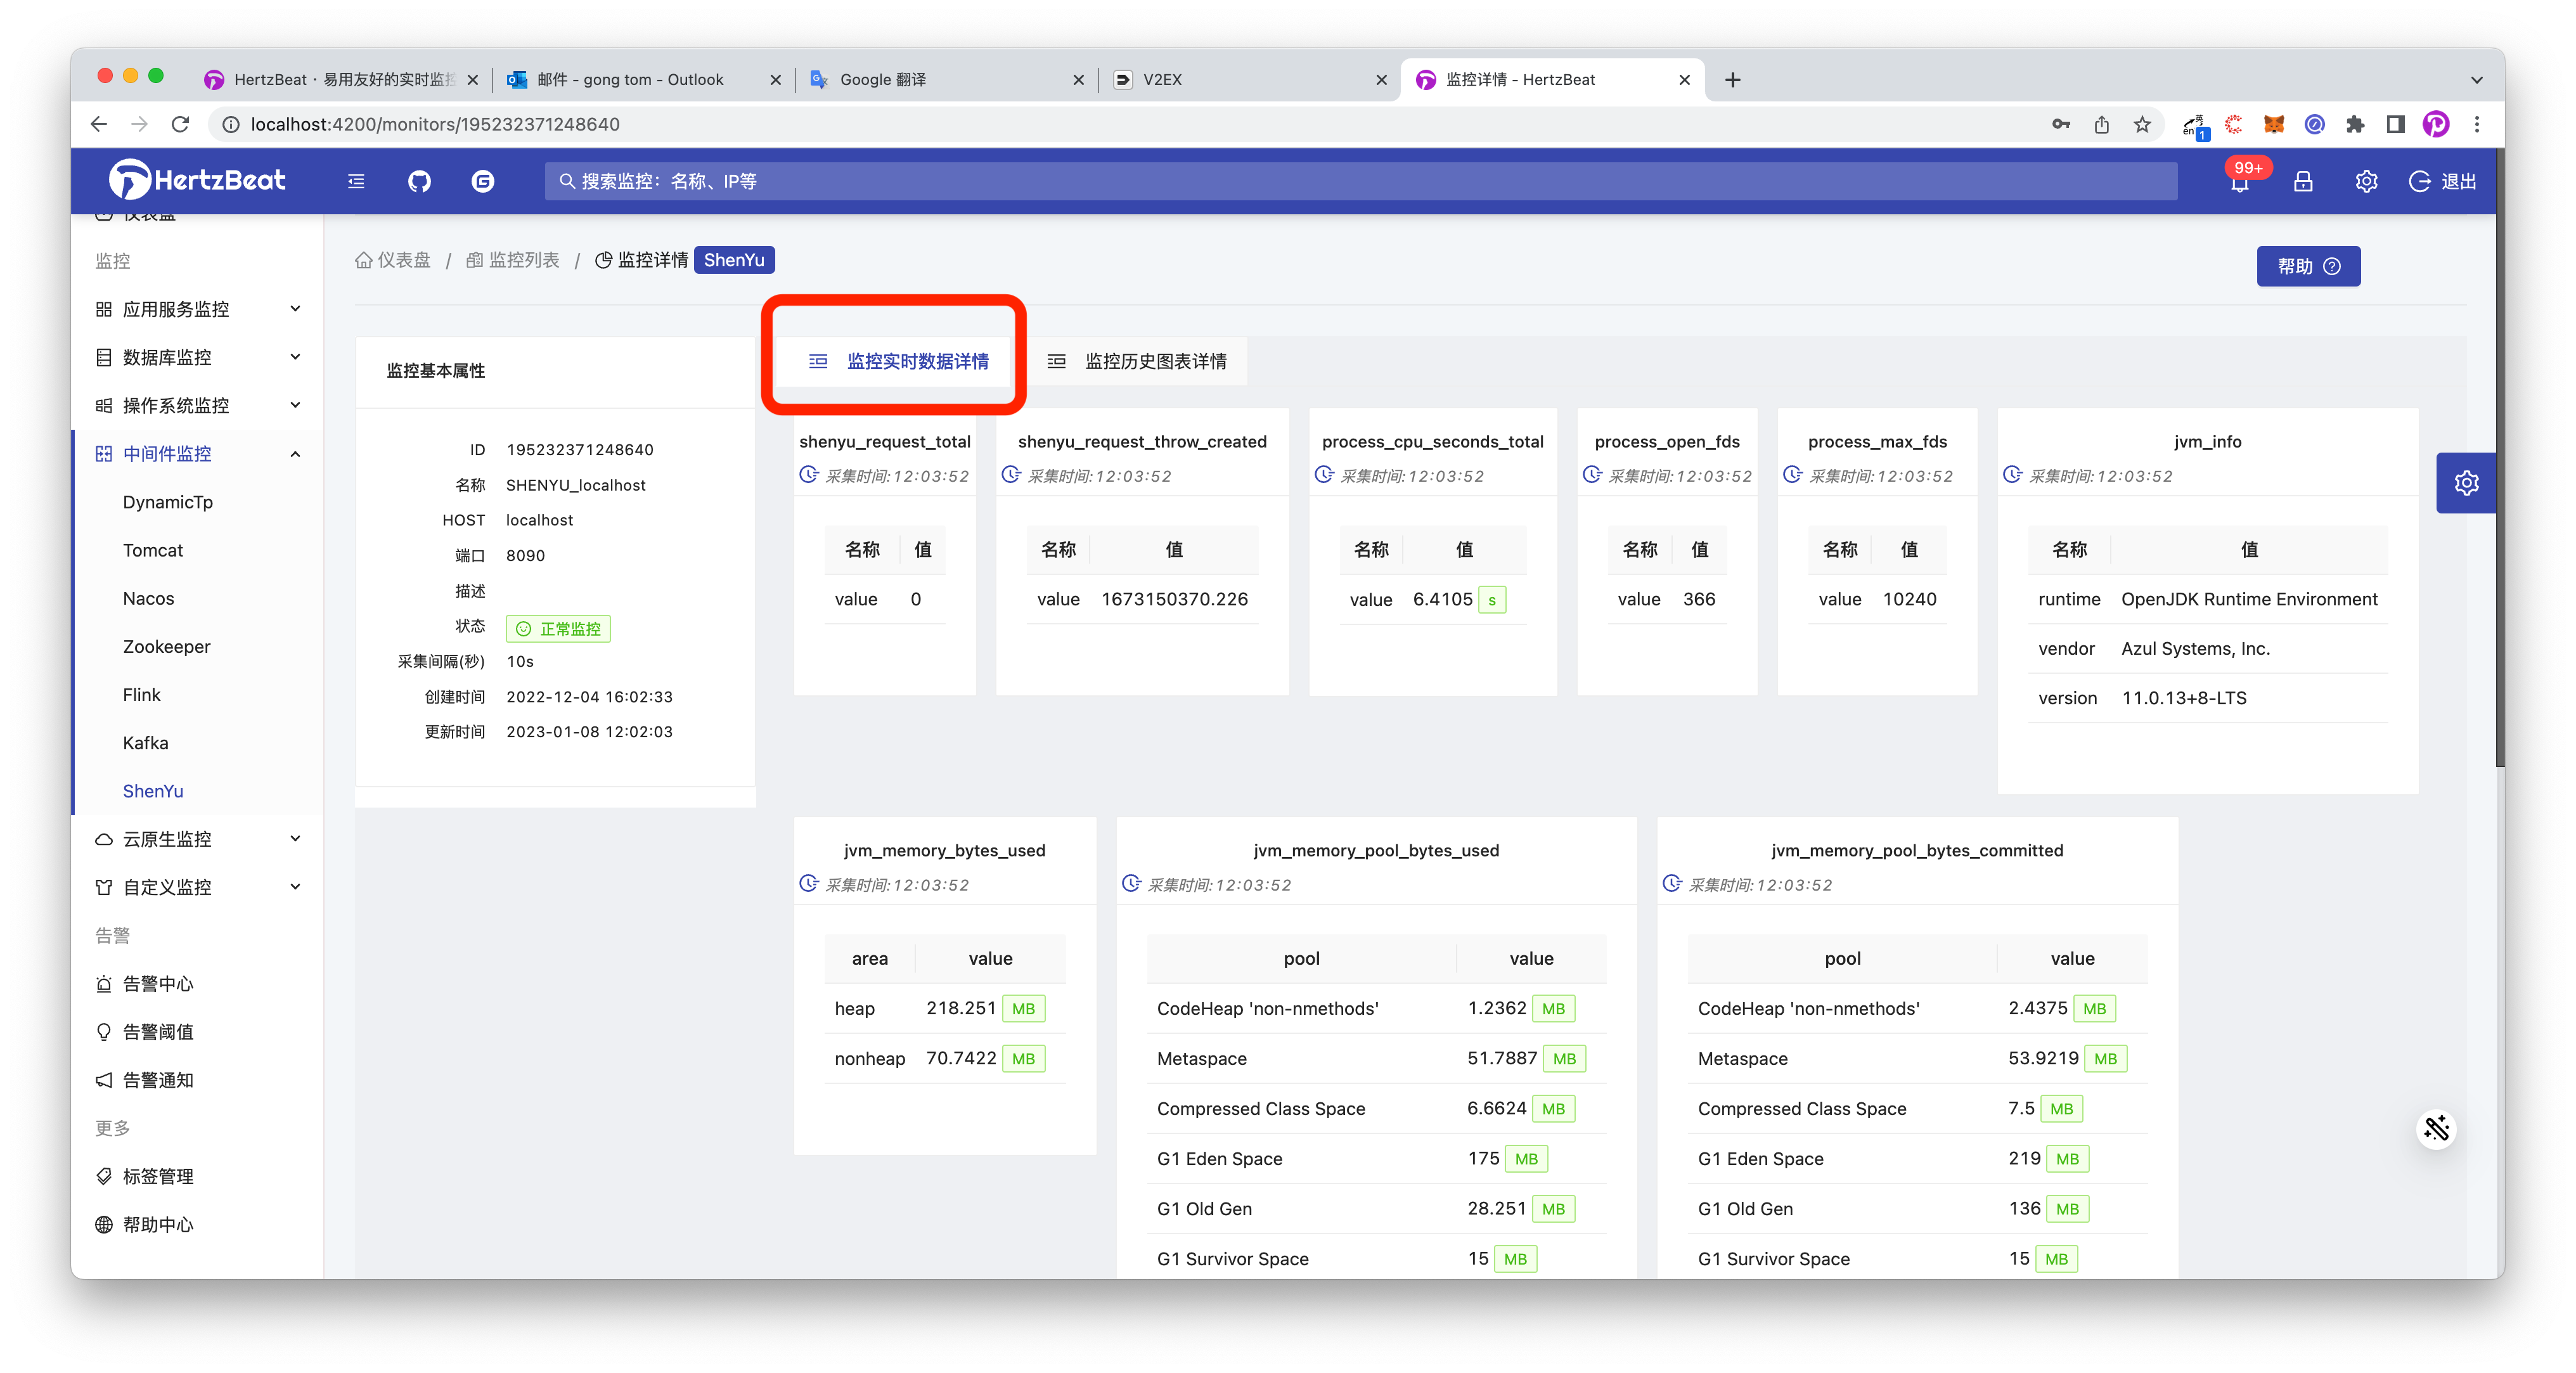 HertzBeat · 易用友好的实时监控
邮件 - gong tom - Outlook
Google 翻译
V2EX
监控详情 - HertzBeat
localhost:4200/monitors/195232371248640
英
en
1
HertzBeat
搜索监控：名称、IP等
99+
退出
仪表盘
监控
应用服务监控
数据库监控
操作系统监控
中间件监控
DynamicTp
Tomcat
Nacos
Zookeeper
Flink
Kafka
ShenYu
云原生监控
自定义监控
告警
告警中心
告警阈值
告警通知
更多
标签管理
帮助中心
仪表盘 / 监控列表 / 监控详情 ShenYu
帮助
监控基本属性
ID 195232371248640
名称 SHENYU_localhost
HOST localhost
端口 8090
描述
状态 正常监控
采集间隔(秒) 10s
创建时间 2022-12-04 16:02:33
更新时间 2023-01-08 12:02:03
监控实时数据详情
监控历史图表详情
shenyu_request_total
采集时间:12:03:52
名称 值
value 0
shenyu_request_throw_created
采集时间:12:03:52
名称 值
value 1673150370.226
process_cpu_seconds_total
采集时间:12:03:52
名称 值
value 6.4105 s
process_open_fds
采集时间:12:03:52
名称 值
value 366
process_max_fds
采集时间:12:03:52
名称 值
value 10240
jvm_info
采集时间:12:03:52
名称 值
runtime OpenJDK Runtime Environment
vendor Azul Systems, Inc.
version 11.0.13+8-LTS
jvm_memory_bytes_used
采集时间:12:03:52
area value
heap 218.251 MB
nonheap 70.7422 MB
jvm_memory_pool_bytes_used
采集时间:12:03:52
pool value
CodeHeap 'non-nmethods' 1.2362 MB
Metaspace 51.7887 MB
Compressed Class Space 6.6624 MB
G1 Eden Space 175 MB
G1 Old Gen 28.251 MB
G1 Survivor Space 15 MB
jvm_memory_pool_bytes_committed
采集时间:12:03:52
pool value
CodeHeap 'non-nmethods' 2.4375 MB
Metaspace 53.9219 MB
Compressed Class Space 7.5 MB
G1 Eden Space 219 MB
G1 Old Gen 136 MB
G1 Survivor Space 15 MB